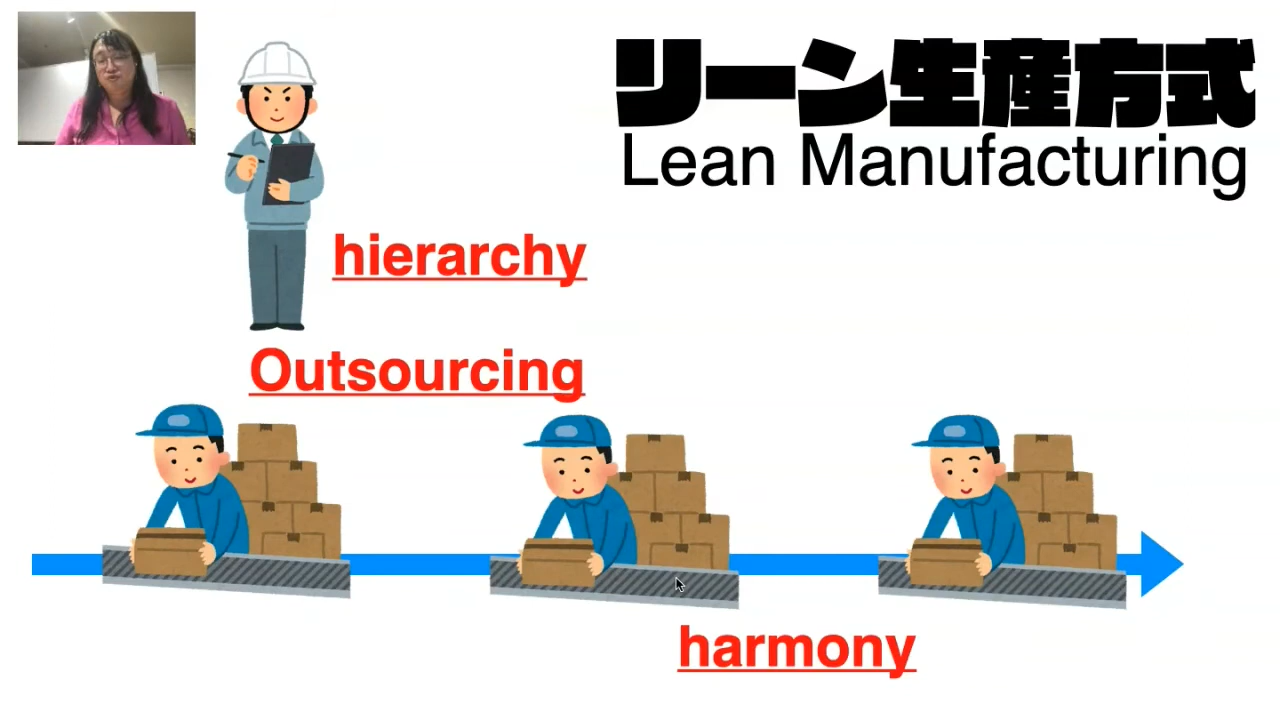 リーン生産方式
Lean Manufacturing
hierarchy
Outsourcing
harmony